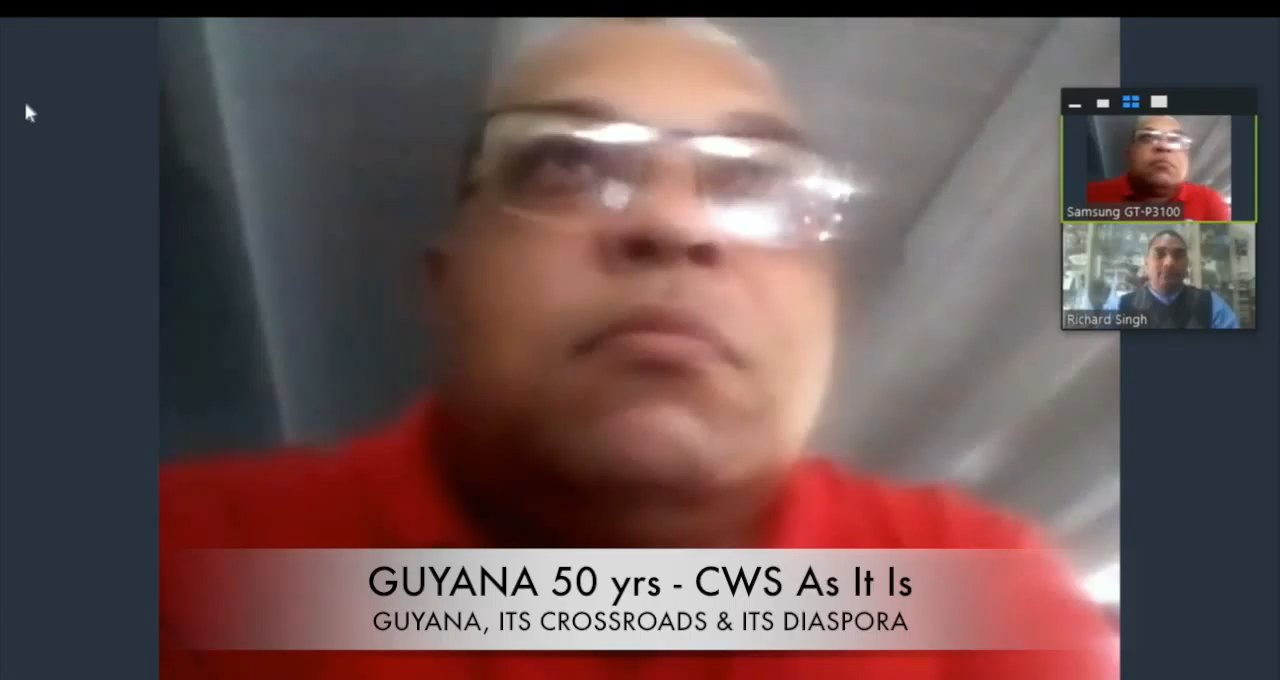 Samsung GT-P3100
Richard Singh
GUYANA 50 yrs - CWS As It Is
GUYANA, ITS CROSSROADS & ITS DIASPORA